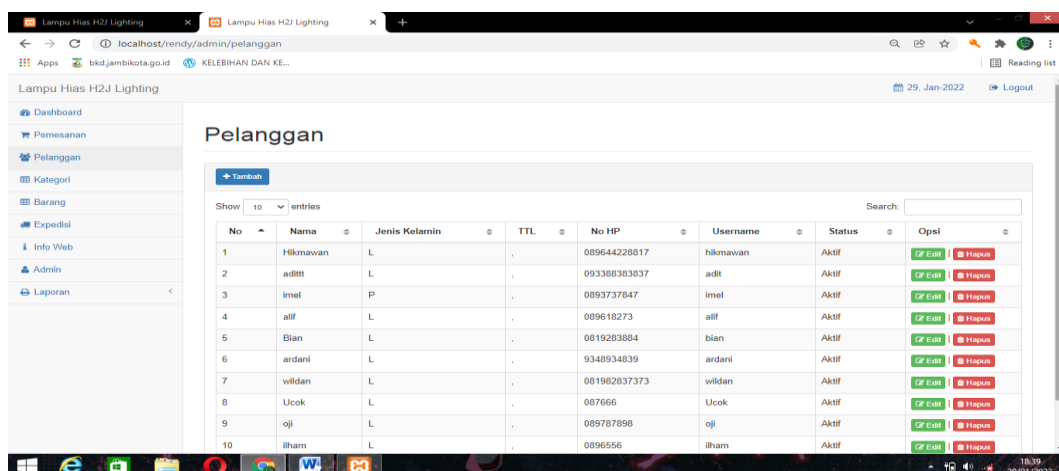 Lampu Hias H2J Lighting
Lampu Hias H2J Lighting
localhost/rendy/admin/pelanggan
Apps bkd.jambikota.go.id KELEBIHAN DAN KE... Reading list
Lampu Hias H2J Lighting 29, Jan-2022 Logout
Dashboard
Pemesanan
Pelanggan
Kategori
Barang
Expedisi
Info Web
Admin
Laporan
Pelanggan
Tambah
Show 10 entries Search:
No Nama Jenis Kelamin TTL No HP Username Status Opsi
1 Hikmawan L , 089644228817 hikmawan Aktif Edit | Hapus
2 adittt L , 093388383837 adit Aktif Edit | Hapus
3 imel P , 0893737847 imel Aktif Edit | Hapus
4 alif L , 089618273 alif Aktif Edit | Hapus
5 Bian L , 0819283884 bian Aktif Edit | Hapus
6 ardani L , 9348934839 ardani Aktif Edit | Hapus
7 wildan L , 081982837373 wildan Aktif Edit | Hapus
8 Ucok L , 087666 Ucok Aktif Edit | Hapus
9 oji L , 089787898 oji Aktif Edit | Hapus
10 ilham L , 0896556 ilham Aktif Edit | Hapus
18:39